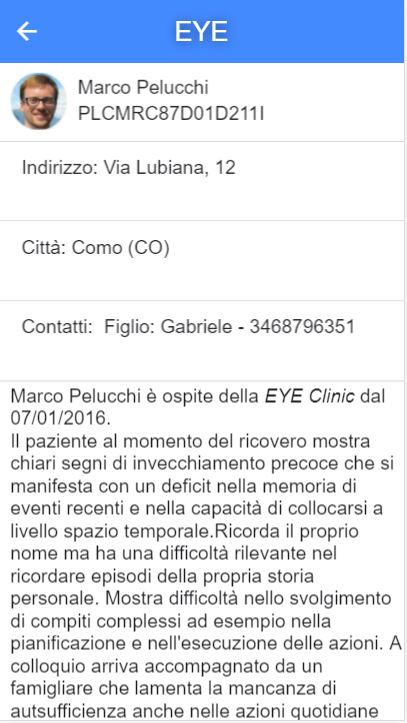 EYE
Marco Pelucchi
PLCMRC87D01D211I
Indirizzo: Via Lubiana, 12
Città: Como (CO)
Contatti: Figlio: Gabriele - 3468796351
Marco Pelucchi è ospite della EYE Clinic dal
07/01/2016.
Il paziente al momento del ricovero mostra
chiari segni di invecchiamento precoce che si
manifesta con un deficit nella memoria di
eventi recenti e nella capacità di collocarsi a
livello spazio temporale.Ricorda il proprio
nome ma ha una difficoltà rilevante nel
ricordare episodi della propria storia
personale. Mostra difficoltà nello svolgimento
di compiti complessi ad esempio nella
pianificazione e nell'esecuzione delle azioni. A
colloquio arriva accompagnato da un
famigliare che lamenta la mancanza di
autsufficienza anche nelle azioni quotidiane